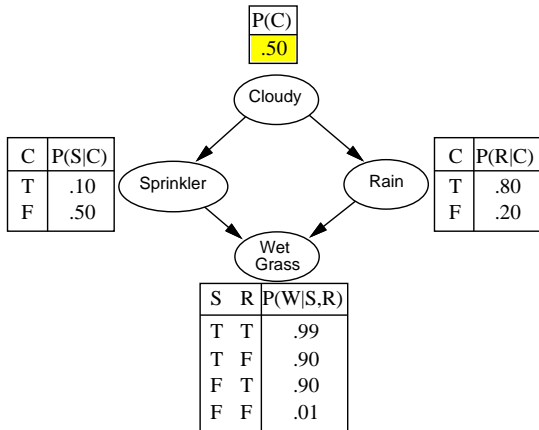 P(C)
.50
Cloudy
C P(S|C)
T .10
F .50
Sprinkler
Rain
C P(R|C)
T .80
F .20
Wet
Grass
S R P(W|S,R)
T T .99
T F .90
F T .90
F F .01